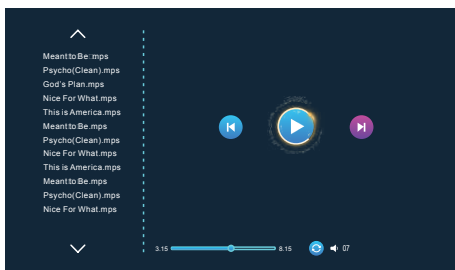 Meant to Be.mps
Psycho(Clean).mps
God's Plan.mps
Nice For What.mps
This is America.mps
Meant to Be.mps
Psycho(Clean).mps
Nice For What.mps
This is America.mps
Meant to Be.mps
Psycho(Clean).mps
Nice For What.mps
3.15
8.15
07